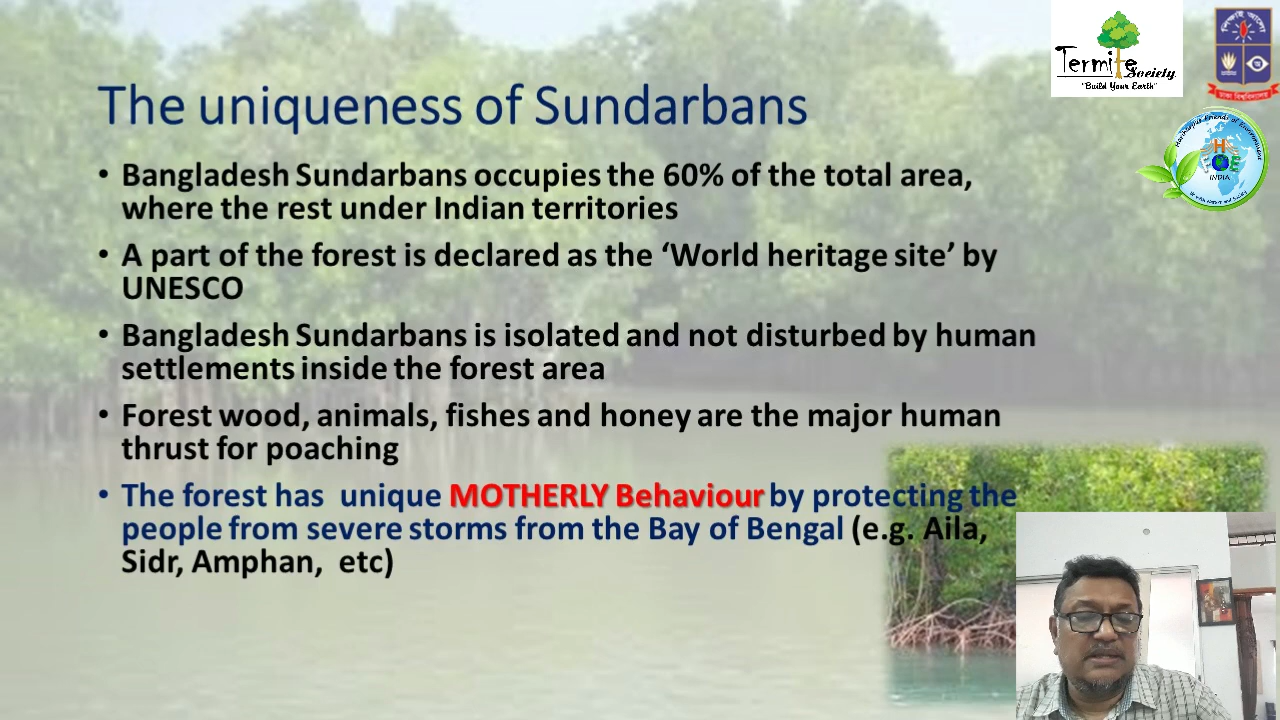 The uniqueness of Sundarbans
• Bangladesh Sundarbans occupies the 60% of the total area,
where the rest under Indian territories
• A part of the forest is declared as the ‘World heritage site’ by
UNESCO
• Bangladesh Sundarbans is isolated and not disturbed by human
settlements inside the forest area
• Forest wood, animals, fishes and honey are the major human
thrust for poaching
• The forest has  unique MOTHERLY Behaviour by protecting the
people from severe storms from the Bay of Bengal (e.g. Aila,
Sidr, Amphan,  etc)
Termite
Society
"Build Your Earth"
শিক্ষাই আলো
Friends of Environment
H
E
INDIA